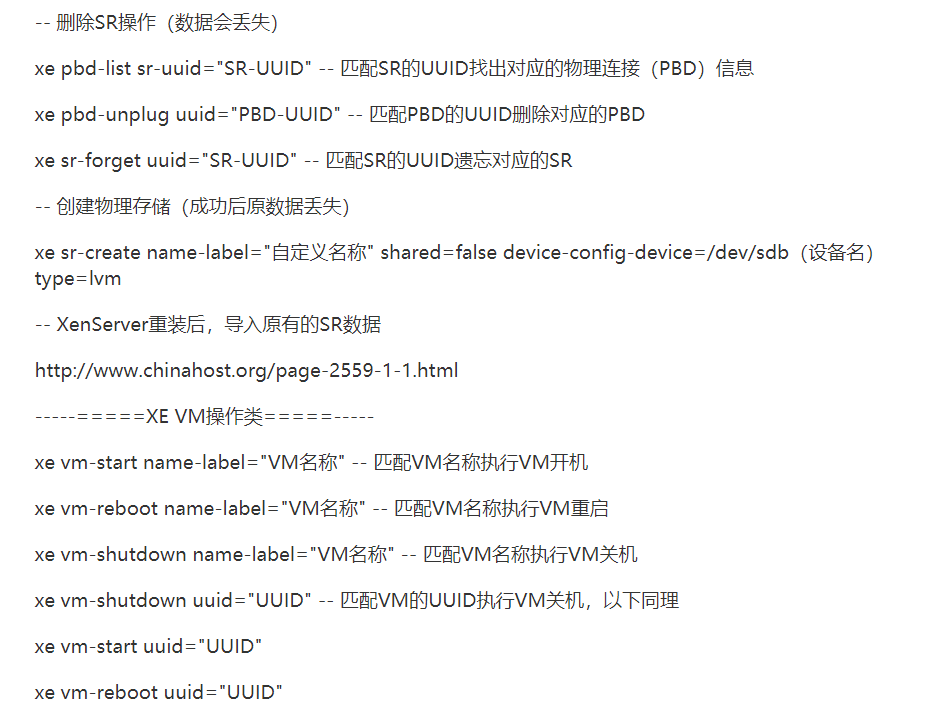 -- 删除SR操作（数据会丢失）
xe pbd-list sr-uuid="SR-UUID" -- 匹配SR的UUID找出对应的物理连接（PBD）信息
xe pbd-unplug uuid="PBD-UUID" -- 匹配PBD的UUID删除对应的PBD
xe sr-forget uuid="SR-UUID" -- 匹配SR的UUID遗忘对应的SR
-- 创建物理存储（成功后原数据丢失）
xe sr-create name-label="自定义名称" shared=false device-config-device=/dev/sdb（设备名）
type=lvm
-- XenServer重装后，导入原有的SR数据
http://www.chinahost.org/page-2559-1-1.html
-----=====XE VM操作类=====-----
xe vm-start name-label="VM名称" -- 匹配VM名称执行VM开机
xe vm-reboot name-label="VM名称" -- 匹配VM名称执行VM重启
xe vm-shutdown name-label="VM名称" -- 匹配VM名称执行VM关机
xe vm-shutdown uuid="UUID" -- 匹配VM的UUID执行VM关机，以下同理
xe vm-start uuid="UUID"
xe vm-reboot uuid="UUID"